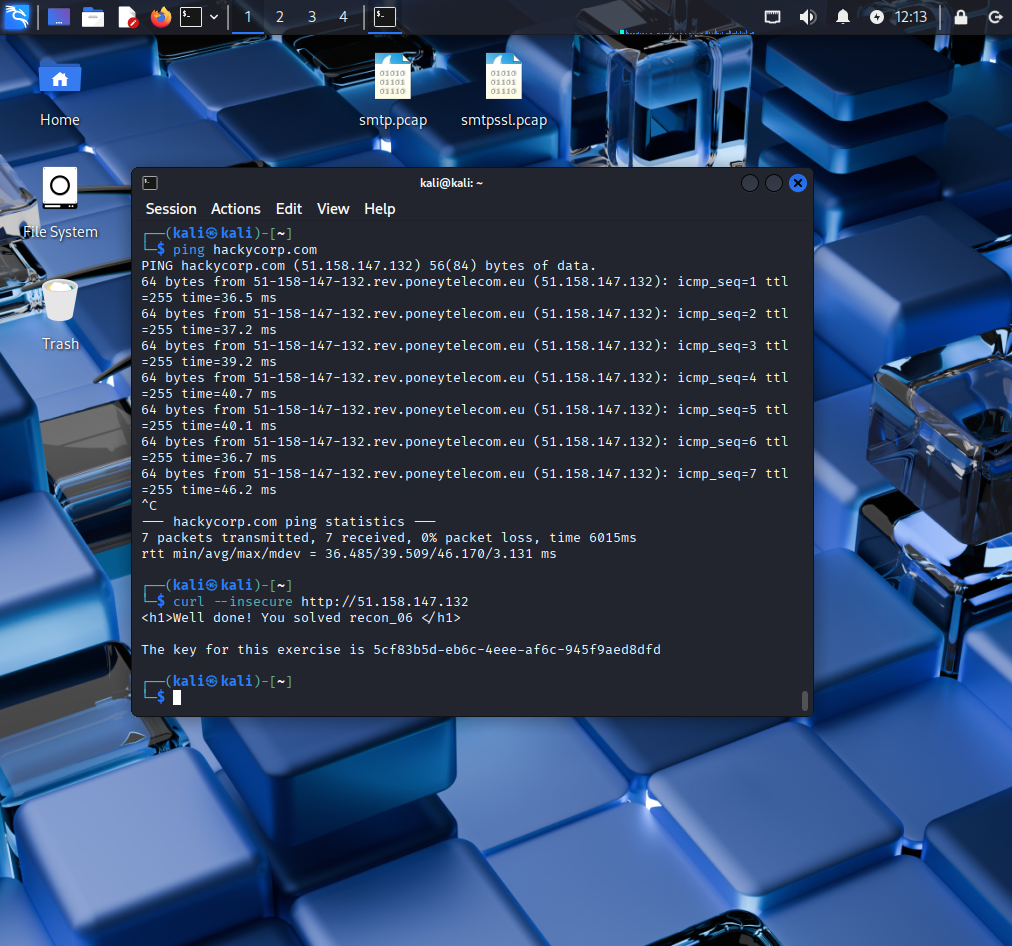 1 2 3 4 12:13
Home
smtp.pcap
smtpssl.pcap
File System
Trash
kali@kali: ~
Session Actions Edit View Help
┌──(kali㉿kali)-[~]
└─$ ping hackycorp.com
PING hackycorp.com (51.158.147.132) 56(84) bytes of data.
64 bytes from 51-158-147-132.rev.poneytelecom.eu (51.158.147.132): icmp_seq=1 ttl
=255 time=36.5 ms
64 bytes from 51-158-147-132.rev.poneytelecom.eu (51.158.147.132): icmp_seq=2 ttl
=255 time=37.2 ms
64 bytes from 51-158-147-132.rev.poneytelecom.eu (51.158.147.132): icmp_seq=3 ttl
=255 time=39.2 ms
64 bytes from 51-158-147-132.rev.poneytelecom.eu (51.158.147.132): icmp_seq=4 ttl
=255 time=40.7 ms
64 bytes from 51-158-147-132.rev.poneytelecom.eu (51.158.147.132): icmp_seq=5 ttl
=255 time=40.1 ms
64 bytes from 51-158-147-132.rev.poneytelecom.eu (51.158.147.132): icmp_seq=6 ttl
=255 time=36.7 ms
64 bytes from 51-158-147-132.rev.poneytelecom.eu (51.158.147.132): icmp_seq=7 ttl
=255 time=46.2 ms
^C
--- hackycorp.com ping statistics ---
7 packets transmitted, 7 received, 0% packet loss, time 6015ms
rtt min/avg/max/mdev = 36.485/39.509/46.170/3.131 ms
┌──(kali㉿kali)-[~]
└─$ curl --insecure http://51.158.147.132
<h1>Well done! You solved recon_06 </h1>
The key for this exercise is 5cf83b5d-eb6c-4eee-af6c-945f9aed8dfd
┌──(kali㉿kali)-[~]
└─$